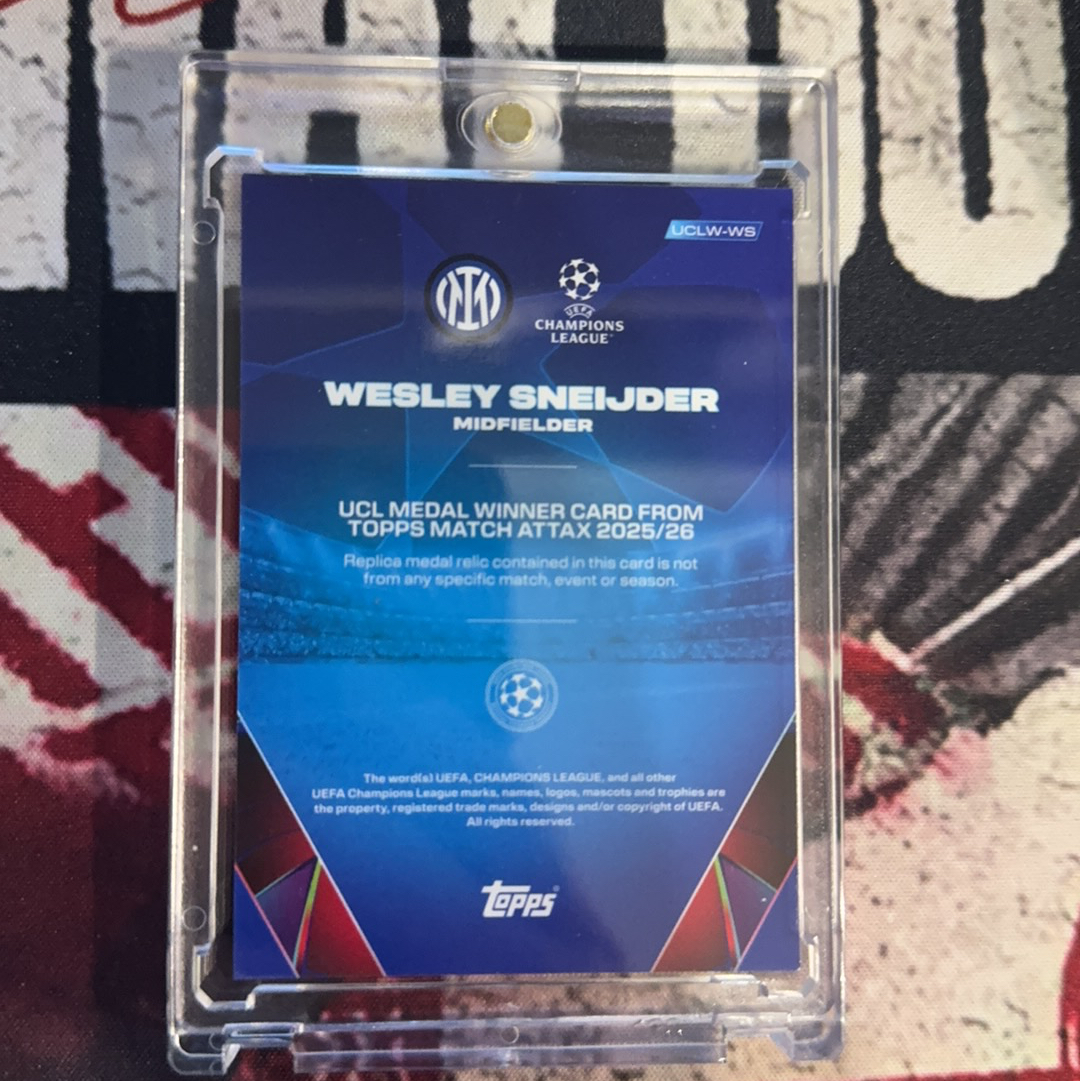 UCLW-WS
UEFA
CHAMPIONS
LEAGUE
WESLEY SNEIJDER
MIDFIELDER
UCL MEDAL WINNER CARD FROM
TOPPS MATCH ATTAX 2025/26
Replica medal relic contained in this card is not
from any specific match, event or season.
The word(s) UEFA, CHAMPIONS LEAGUE, and all other
UEFA Champions League marks, names, logos, mascots and trophies are
the property, registered trade marks, designs and/or copyright of UEFA.
All rights reserved.
topps